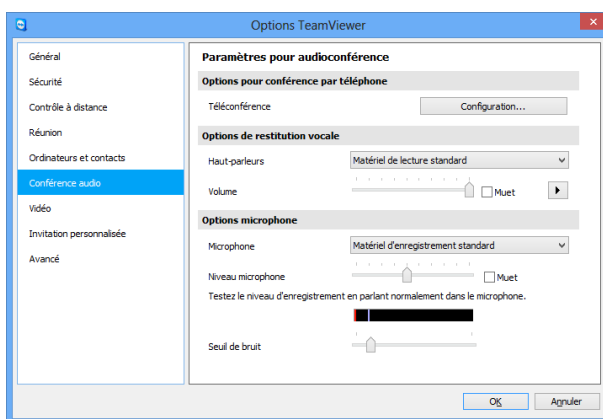 Options TeamViewer
Général
Sécurité
Contrôle à distance
Réunion
Ordinateurs et contacts
Conférence audio
Vidéo
Invitation personnalisée
Avancé
Paramètres pour audioconférence
Options pour conférence par téléphone
Téléconférence Configuration...
Options de restitution vocale
Haut-parleurs Matériel de lecture standard
Volume Muet
Options microphone
Microphone Matériel d'enregistrement standard
Niveau microphone Muet
Testez le niveau d'enregistrement en parlant normalement dans le microphone.
Seuil de bruit
OK Annuler